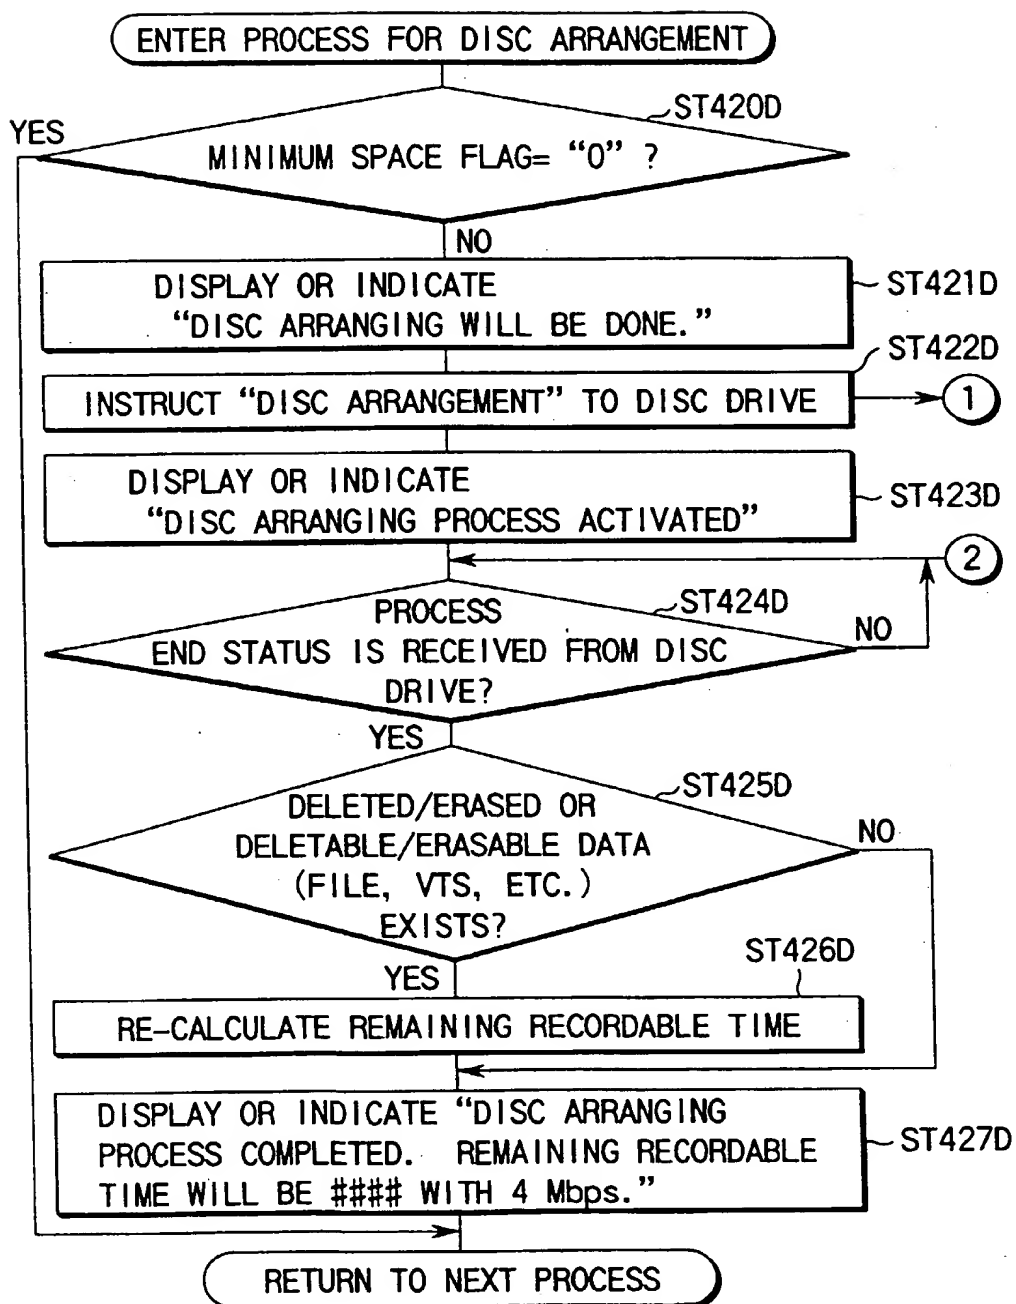 ENTER PROCESS FOR DISC ARRANGEMENT
ST420D
YES
MINIMUM SPACE FLAG= “0” ?
NO
DISPLAY OR INDICATE
“DISC ARRANGING WILL BE DONE.”
ST421D
ST422D
INSTRUCT “DISC ARRANGEMENT” TO DISC DRIVE
1
DISPLAY OR INDICATE
“DISC ARRANGING PROCESS ACTIVATED”
ST423D
2
ST424D
PROCESS
END STATUS IS RECEIVED FROM DISC
DRIVE?
NO
YES
ST425D
DELETED/ERASED OR
DELETABLE/ERASABLE DATA
(FILE, VTS, ETC.)
EXISTS?
NO
YES
ST426D
RE-CALCULATE REMAINING RECORDABLE TIME
DISPLAY OR INDICATE “DISC ARRANGING
PROCESS COMPLETED. REMAINING RECORDABLE
TIME WILL BE #### WITH 4 Mbps.”
ST427D
RETURN TO NEXT PROCESS